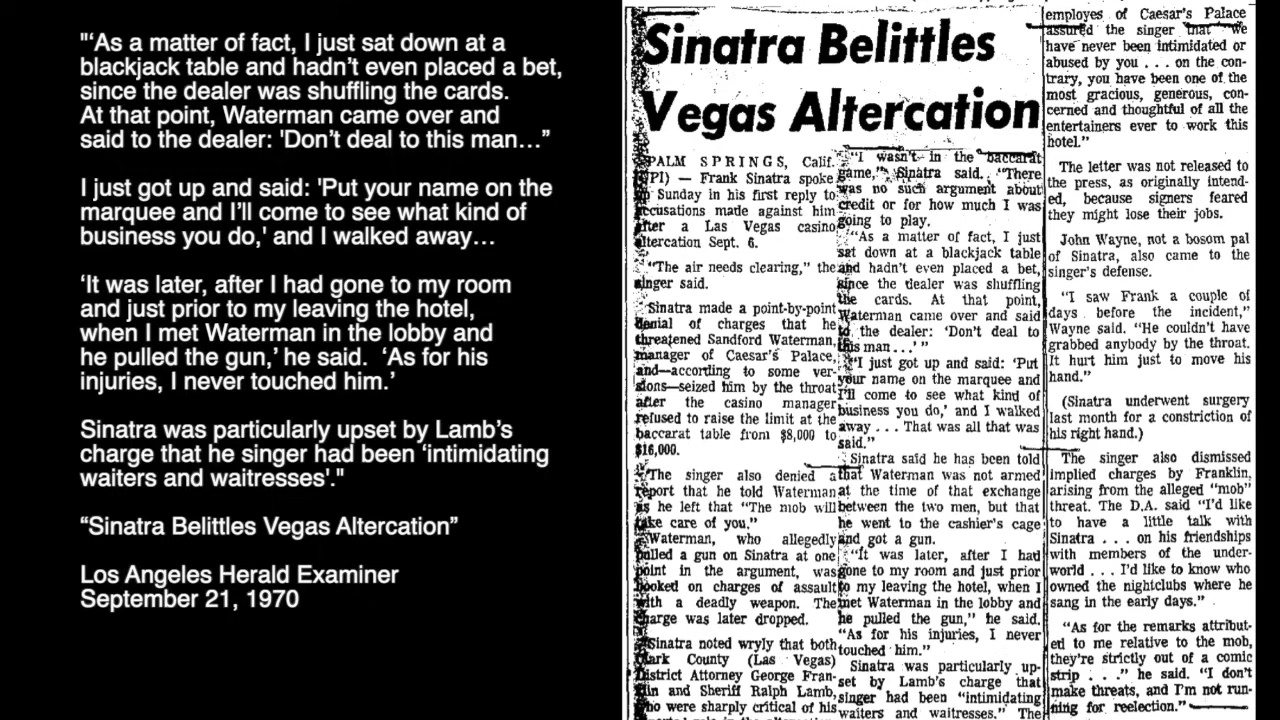 "‘As a matter of fact, I just sat down at a
blackjack table and hadn’t even placed a bet,
since the dealer was shuffling the cards.
At that point, Waterman came over and
said to the dealer: 'Don’t deal to this man…”
I just got up and said: 'Put your name on the
marquee and I’ll come to see what kind of
business you do,' and I walked away…
‘It was later, after I had gone to my room
and just prior to my leaving the hotel,
when I met Waterman in the lobby and
he pulled the gun,’ he said.  ‘As for his
injuries, I never touched him.’
Sinatra was particularly upset by Lamb’s
charge that he singer had been ‘intimidating
waiters and waitresses'."
“Sinatra Belittles Vegas Altercation”
Los Angeles Herald Examiner
September 21, 1970
Sinatra Belittles
Vegas Altercation
PALM SPRINGS, Calif.
(UPI) — Frank Sinatra spoke
Sunday in his first reply to
accusations made against him
after a Las Vegas casino
altercation Sept. 6.
"The air needs clearing," the
singer said.
Sinatra made a point-by-point
denial of charges that he
threatened Sandford Waterman,
manager of Caesar's Palace,
and—according to some ver-
sions—seized him by the throat
after the casino manager
refused to raise the limit at the
baccarat table from $8,000 to
$16,000.
The singer also denied a
report that he told Waterman
as he left that "The mob will
take care of you."
Waterman, who allegedly
pulled a gun on Sinatra at one
point in the argument, was
booked on charges of assault
with a deadly weapon. The
charge was later dropped.
Sinatra noted wryly that both
Clark County (Las Vegas)
District Attorney George Fran-
klin and Sheriff Ralph Lamb,
who were sharply critical of his
"I wasn't in the baccarat
game," Sinatra said. "There
was no such argument about
credit or for how much I was
going to play.
"As a matter of fact, I just
sat down at a blackjack table
and hadn't even placed a bet,
since the dealer was shuffling
the cards. At that point,
Waterman came over and said
to the dealer: 'Don't deal to
this man . . .' "
"I just got up and said: 'Put
your name on the marquee and
I'll come to see what kind of
business you do,' and I walked
away . . . That was all that was
said."
Sinatra said he has been told
that Waterman was not armed
at the time of that exchange
between the two men, but that
he went to the cashier's cage
and got a gun.
"It was later, after I had
gone to my room and just prior
to my leaving the hotel, when I
met Waterman in the lobby and
he pulled the gun," he said.
"As for his injuries, I never
touched him."
Sinatra was particularly up-
set by Lamb's charge that
singer had been "intimidating
waiters and waitresses." The
employes of Caesar's Palace
assured the singer that "we
have never been intimidated or
abused by you . . . on the con-
trary, you have been one of the
most gracious, generous, con-
cerned and thoughtful of all the
entertainers ever to work this
hotel."
The letter was not released to
the press, as originally intend-
ed, because signers feared
they might lose their jobs.
John Wayne, not a bosom pal
of Sinatra, also came to the
singer's defense.
"I saw Frank a couple of
days before the incident,"
Wayne said. "He couldn't have
grabbed anybody by the throat.
It hurt him just to move his
hand."
(Sinatra underwent surgery
last month for a constriction of
his right hand.)
The singer also dismissed
implied charges by Franklin,
arising from the alleged "mob"
threat. The D.A. said "I'd like
to have a little talk with
Sinatra . . . on his friendships
with members of the under-
world . . . I'd like to know who
owned the nightclubs where he
sang in the early days."
"As for the remarks attribut-
ed to me relative to the mob,
they're strictly out of a comic
strip . . ." he said. "I don't
make threats, and I'm not run-
ning for reelection."